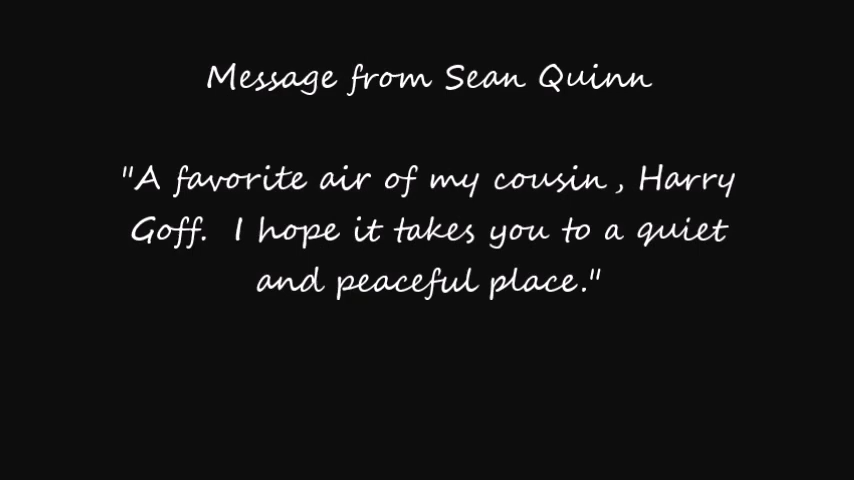 Message from Sean Quinn
"A favorite air of my cousin , Harry
Goff.  I hope it takes you to a quiet
and peaceful place."